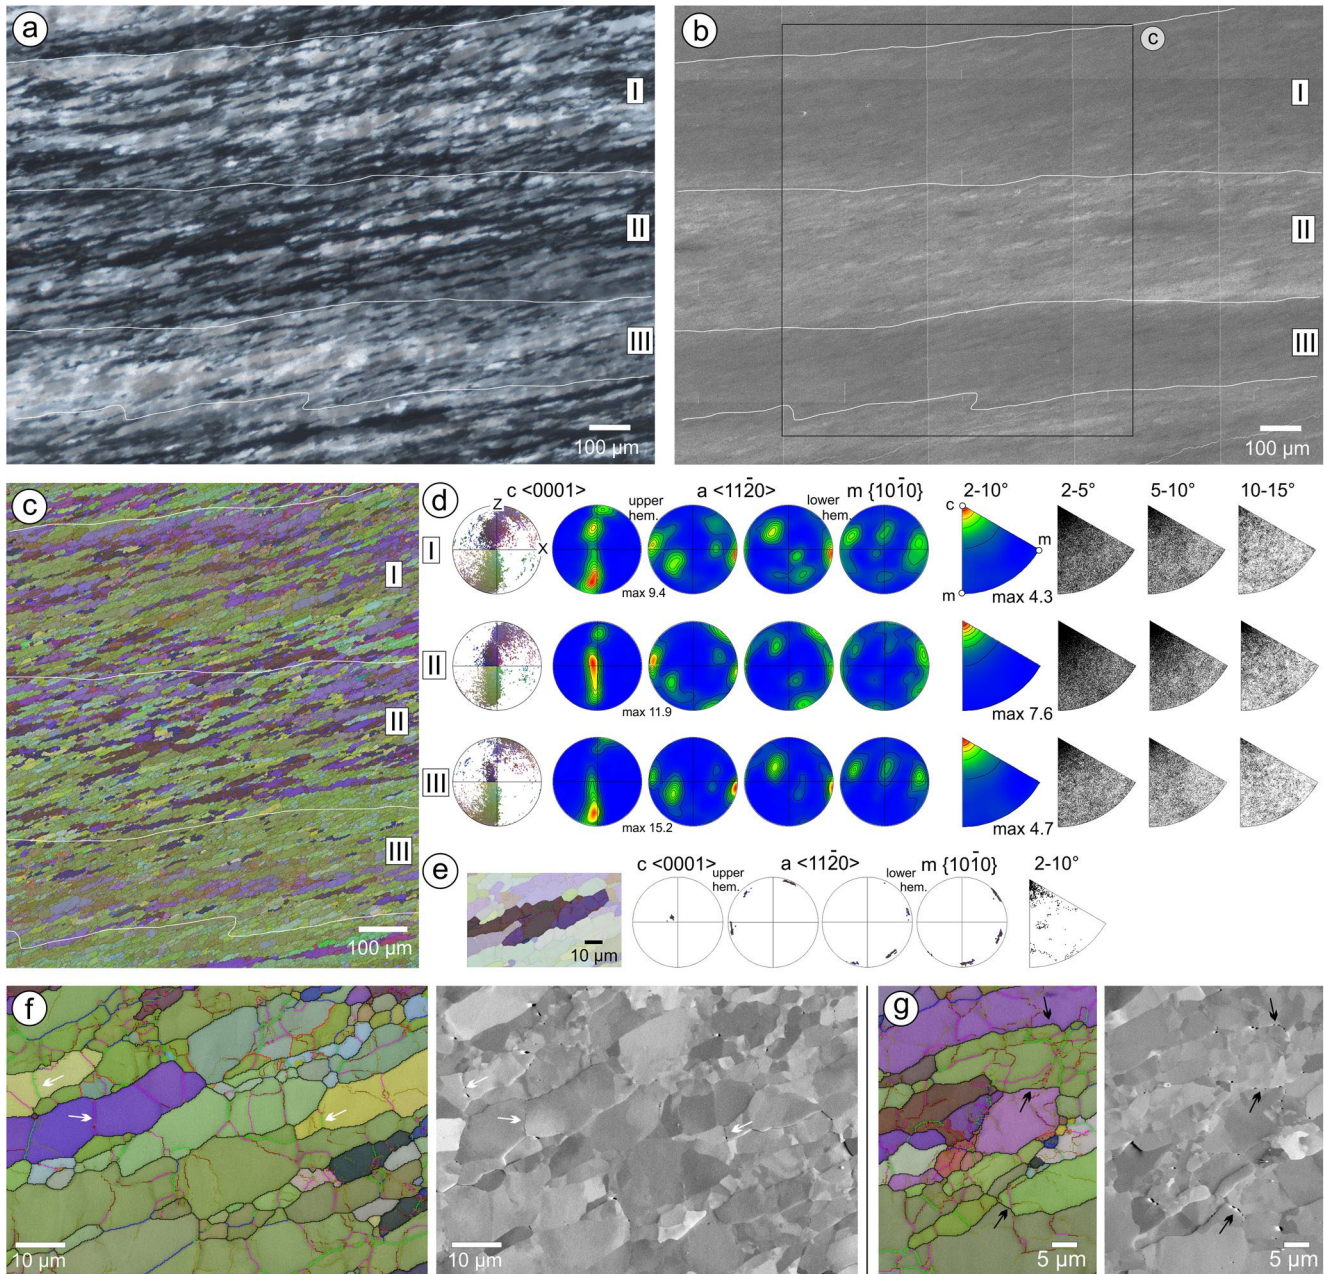 a
I
II
III
100 µm
b
c
I
II
III
100 µm
c
I
II
III
100 µm
d
c <0001>
upper hem.
a <112̅0>
lower hem.
m {101̅0}
2-10°
2-5°
5-10°
10-15°
Z
X
c
m
m
I
max 9.4
max 4.3
II
max 11.9
max 7.6
III
max 15.2
max 4.7
e
10 µm
c <0001>
upper hem.
a <112̅0>
lower hem.
m {101̅0}
2-10°
f
10 µm
10 µm
g
5 µm
5 µm